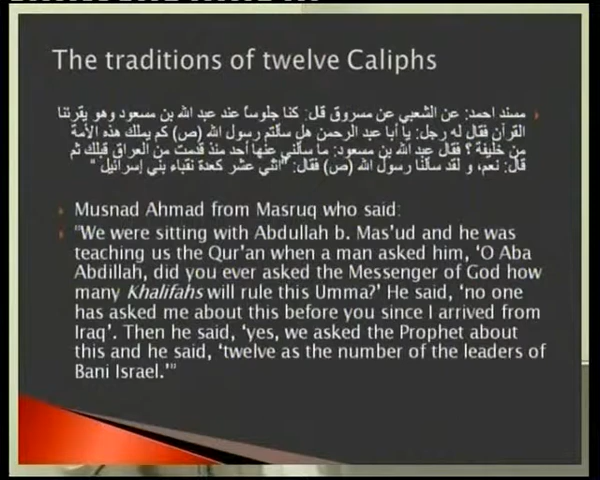 The traditions of twelve Caliphs
مسند احمد: عن الشعبي عن مسروق قال: كنا جلوساً عند عبد الله بن مسعود وهو يقرئنا
القرآن فقال له رجل: يا أبا عبد الرحمن هل سألتم رسول الله (ص) كم يملك هذه الأمة
من خليفة ؟ فقال عبد الله بن مسعود: ما سألني عنها أحد منذ قدمت من العراق قبلك ثم
قال: نعم، و لقد سألنا رسول الله (ص) فقال: "اثني عشر كعدة نقباء بني إسرائيل "
Musnad Ahmad from Masruq who said:
"We were sitting with Abdullah b. Mas'ud and he was
teaching us the Qur'an when a man asked him, 'O Aba
Abdillah, did you ever asked the Messenger of God how
many Khalifahs will rule this Umma?' He said, 'no one
has asked me about this before you since I arrived from
Iraq'. Then he said, 'yes, we asked the Prophet about
this and he said, 'twelve as the number of the leaders of
Bani Israel.'"